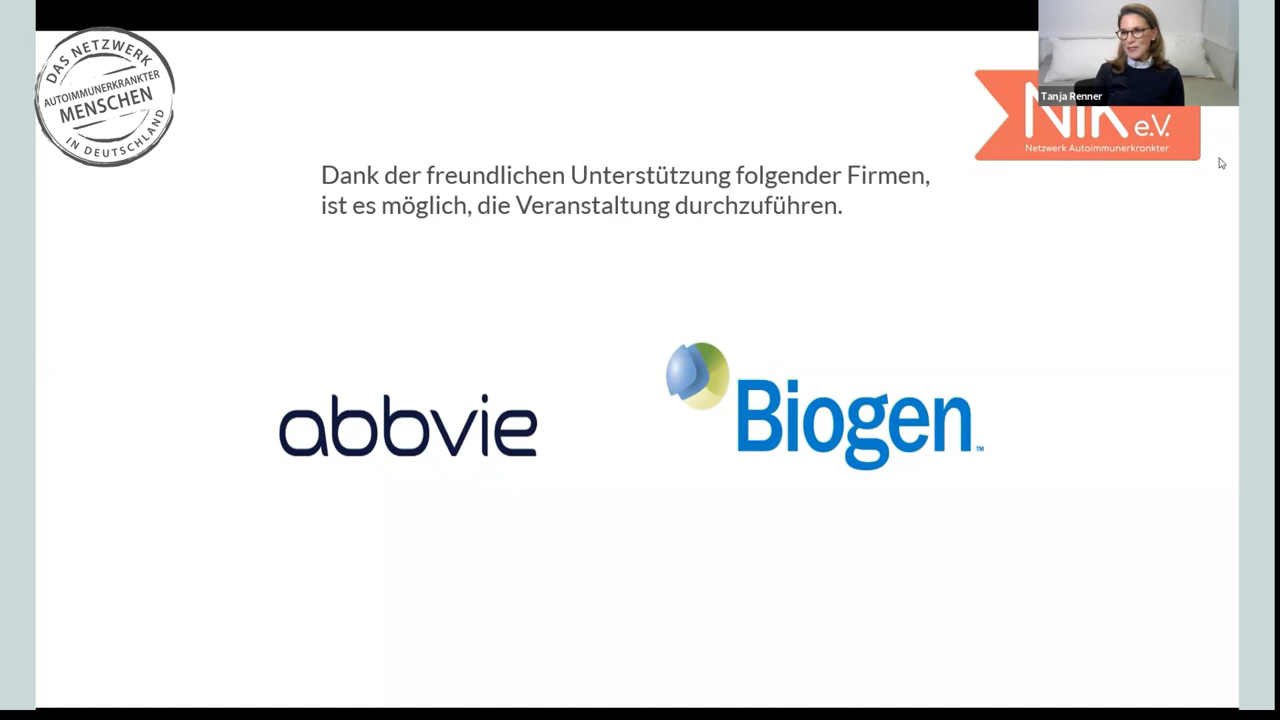 DAS NETZWERK
AUTOIMMUNERKRANKTER
MENSCHEN
IN DEUTSCHLAND
Tanja Renner
NIK e.V.
Netzwerk Autoimmunerkrankter
Dank der freundlichen Unterstützung folgender Firmen,
ist es möglich, die Veranstaltung durchzuführen.
abbvie
Biogen™